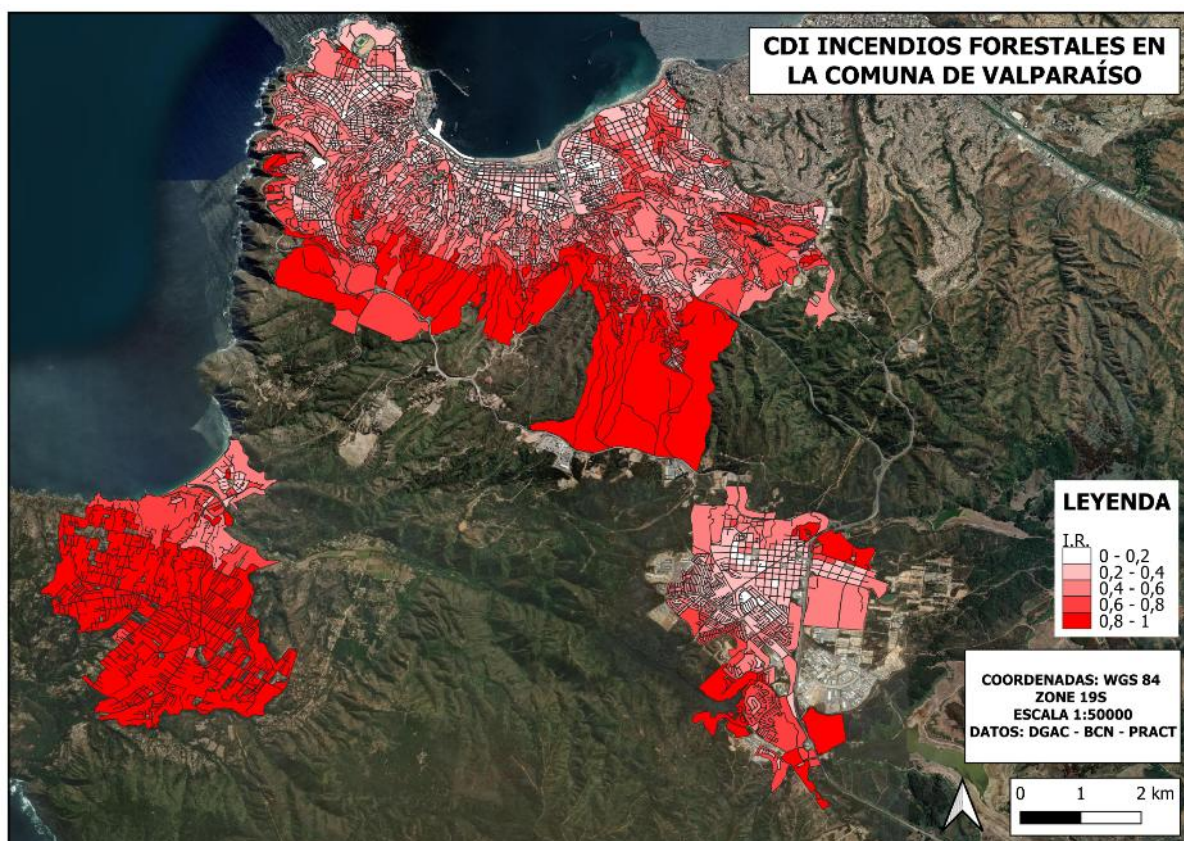 CDI INCENDIOS FORESTALES EN
LA COMUNA DE VALPARAÍSO
LEYENDA
I.R.
0 - 0,2
0,2 - 0,4
0,4 - 0,6
0,6 - 0,8
0,8 - 1
COORDENADAS: WGS 84
ZONE 19S
ESCALA 1:50000
DATOS: DGAC - BCN - PRACT
0 1 2 km